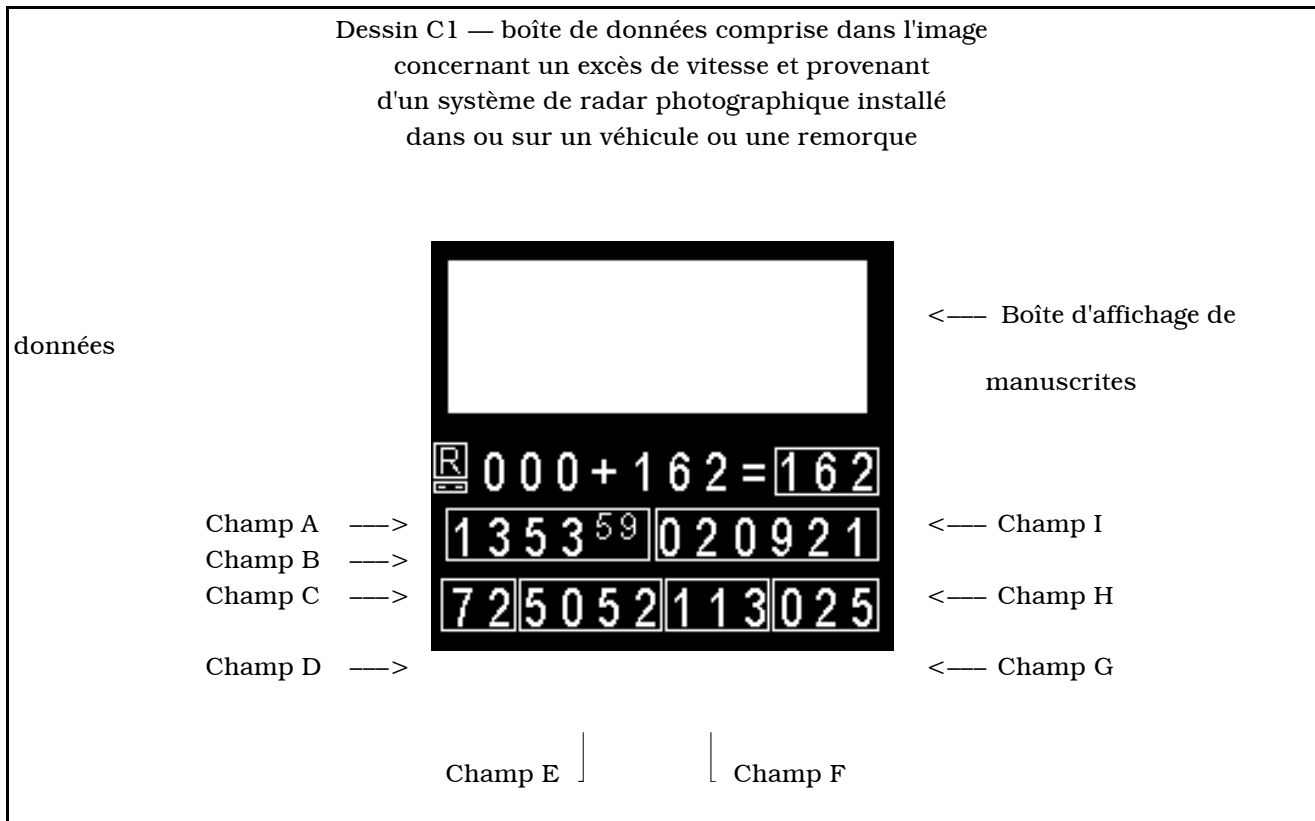 Dessin C1 — boîte de données comprise dans l'image
concernant un excès de vitesse et provenant
d'un système de radar photographique installé
dans ou sur un véhicule ou une remorque
<--- Boîte d'affichage de
données
manuscrites
R 000+162=162
Champ A --->
1353 59 020921
<--- Champ I
Champ B --->
Champ C --->
72 5052 113 025
<--- Champ H
Champ D --->
<--- Champ G
Champ E
Champ F